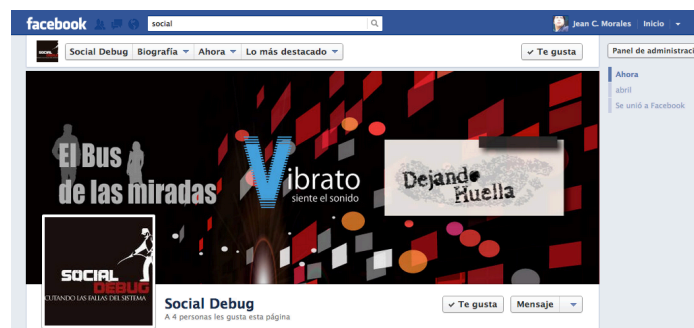 facebook social Jean C. Morales Inicio
Social Debug Biografía Ahora Lo más destacado ✓ Te gusta Panel de administraci
Ahora
abril
Se unió a Facebook
El Bus
de las miradas
Vibrato
siente el sonido
Dejando
Huella
SOCIAL
DEBUG
CUTANDO LAS FALLAS DEL SISTEMA
Social Debug
A 4 personas les gusta esta página
✓ Te gusta Mensaje